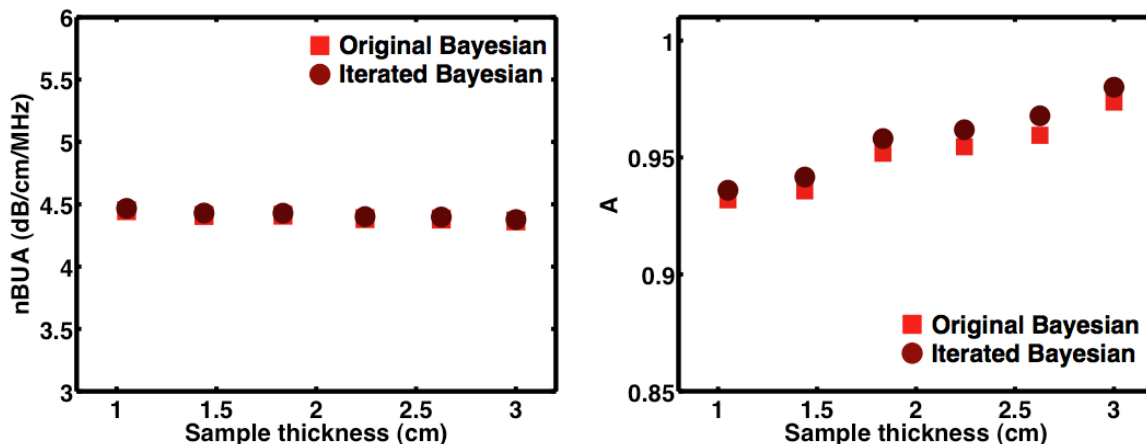 6
5.5
5
4.5
4
3.5
3
nBUA (dB/cm/MHz)
Original Bayesian
Iterated Bayesian
1
1.5
2
2.5
3
Sample thickness (cm)
1
0.95
0.9
0.85
A
Original Bayesian
Iterated Bayesian
1
1.5
2
2.5
3
Sample thickness (cm)